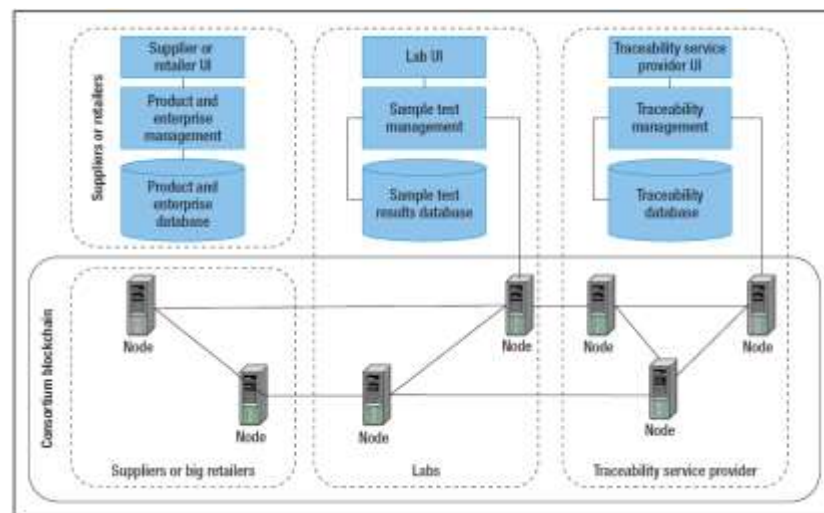 Supplier or
retailer UI
Product and
enterprise
management
Product and
enterprise
database
Suppliers or retailers
Lab UI
Sample test
management
Sample test
results database
Traceability service
provider UI
Traceability
management
Traceability
database
Consortium blockchain
Node
Node
Node
Node
Node
Node
Node
Suppliers or big retailers
Labs
Traceability service provider